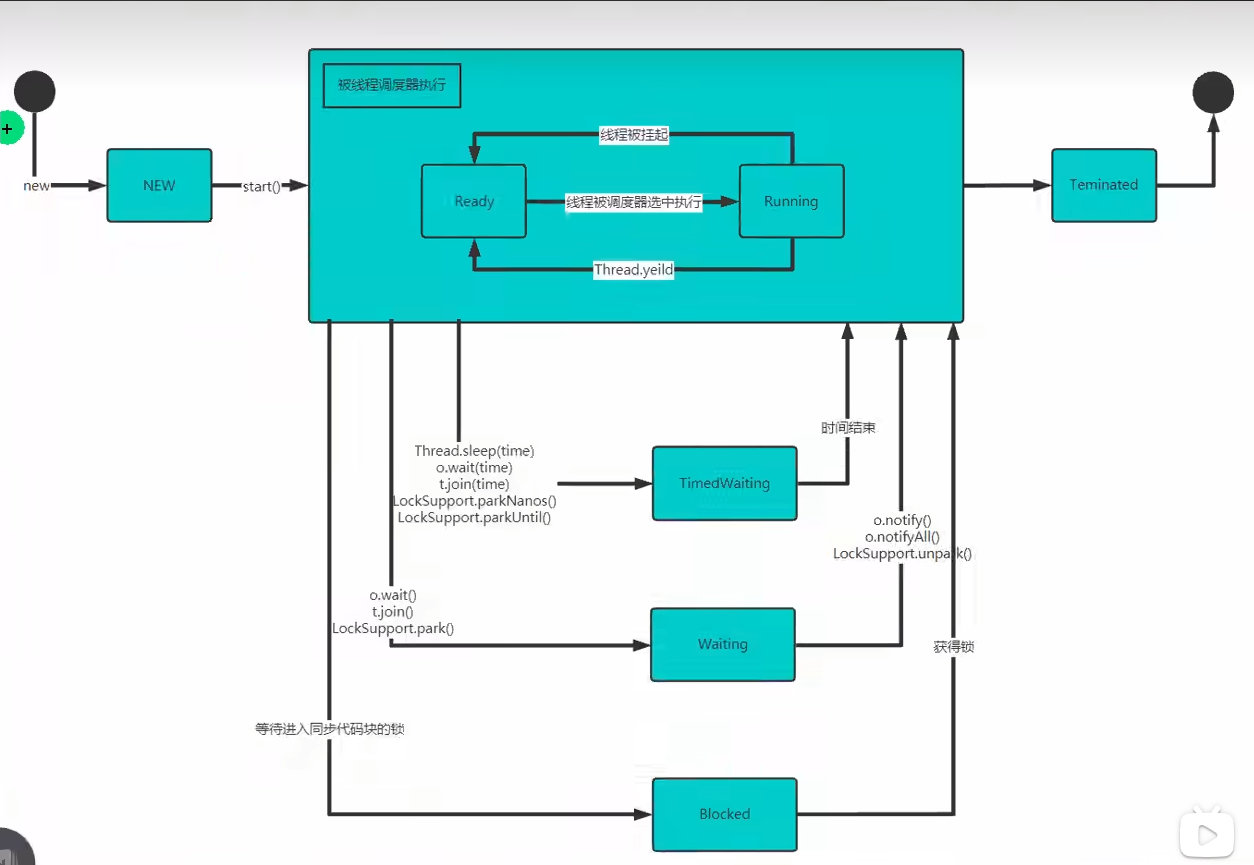 被线程调度器执行
线程被挂起
new
NEW
start()
Ready
线程被调度器选中执行
Running
Teminated
Thread.yeild
时间结束
Thread.sleep(time)
o.wait(time)
t.join(time)
LockSupport.parkNanos()
LockSupport.parkUntil()
TimedWaiting
o.notify()
o.notifyAll()
LockSupport.unpark()
o.wait()
t.join()
LockSupport.park()
Waiting
获得锁
等待进入同步代码块的锁
Blocked